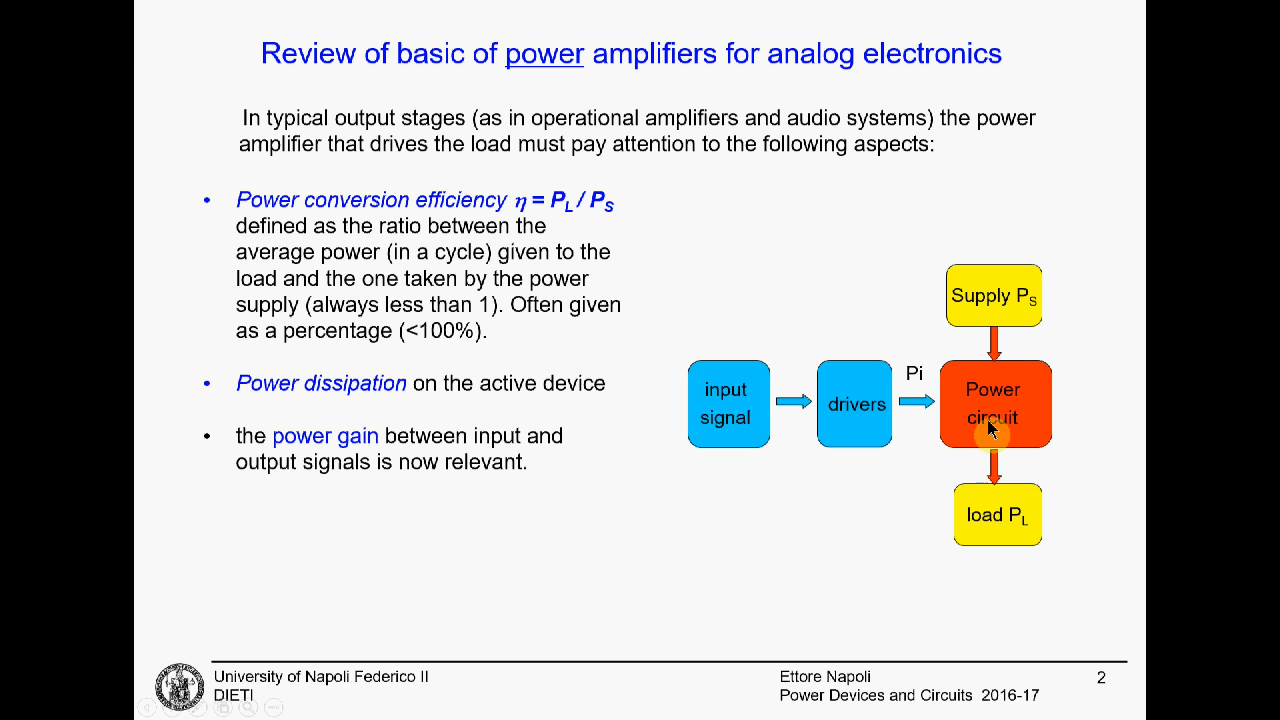 Review of basic of power amplifiers for analog electronics
In typical output stages (as in operational amplifiers and audio systems) the power
amplifier that drives the load must pay attention to the following aspects:
• Power conversion efficiency η = PL / PS
defined as the ratio between the
average power (in a cycle) given to the
load and the one taken by the power
supply (always less than 1). Often given
as a percentage (<100%).
• Power dissipation on the active device
• the power gain between input and
output signals is now relevant.
Supply PS
input
signal
drivers
Pi
Power
circuit
load PL
University of Napoli Federico II
DIETI
Ettore Napoli
Power Devices and Circuits 2016-17
2